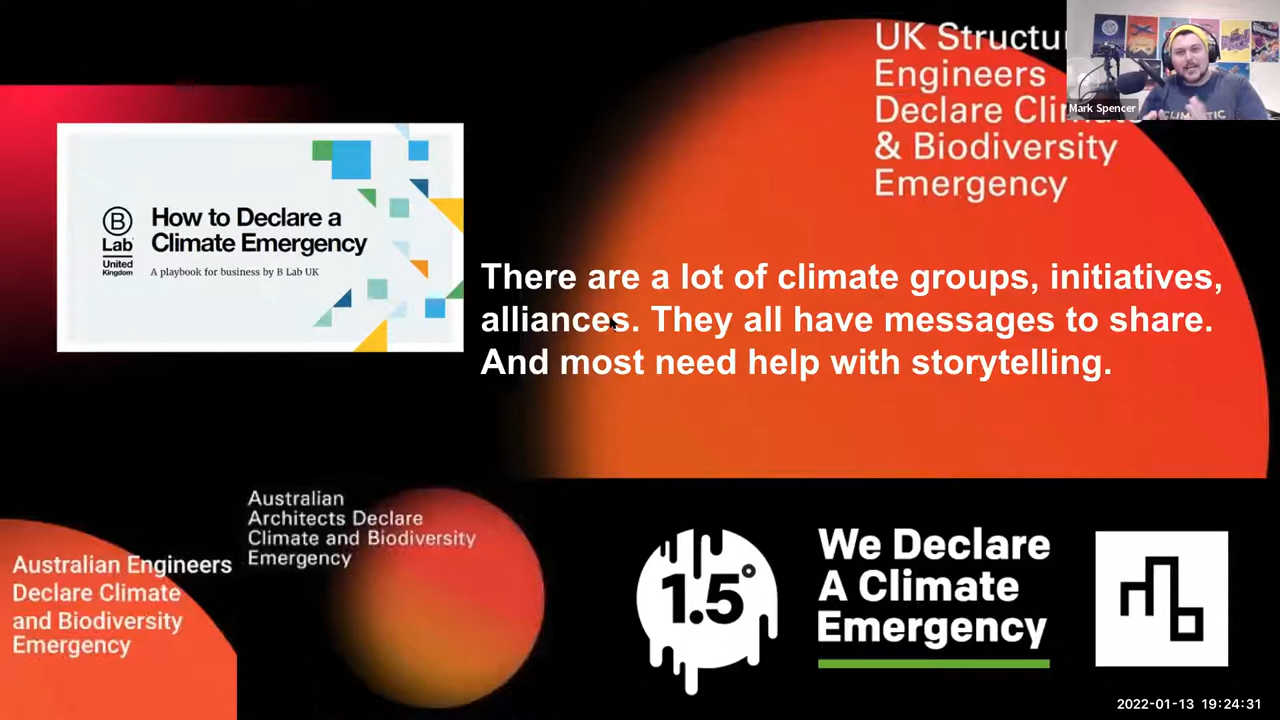 UK Structu
Engineers
Declare Clim
& Biodiversity
Emergency
Mark Spencer
B
Lab
United
Kingdom
How to Declare a
Climate Emergency
A playbook for business by B Lab UK
There are a lot of climate groups, initiatives,
alliances. They all have messages to share.
And most need help with storytelling.
Australian
Architects Declare
Climate and Biodiversity
Emergency
Australian Engineers
Declare Climate
and Biodiversity
Emergency
1.5°
We Declare
A Climate
Emergency
2022-01-13 19:24:31